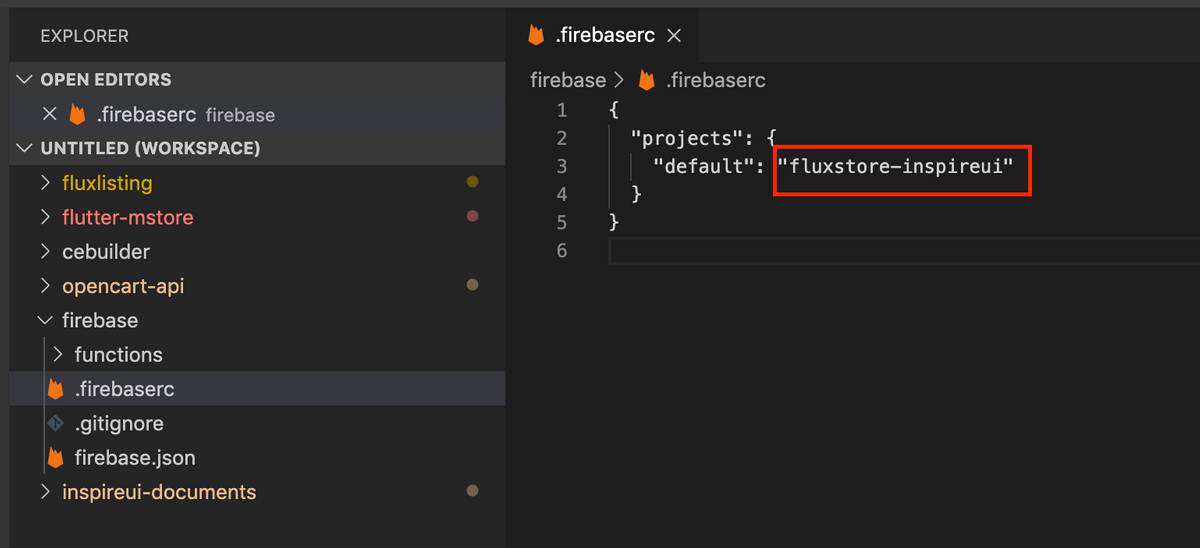 EXPLORER
OPEN EDITORS
.firebaserc firebase
UNTITLED (WORKSPACE)
fluxlisting
flutter-mstore
cebuilder
opencart-api
firebase
functions
.firebaserc
.gitignore
firebase.json
inspireui-documents
.firebaserc
firebase > .firebaserc
1 {
2 "projects": {
3 "default": "fluxstore-inspireui"
4 }
5 }
6